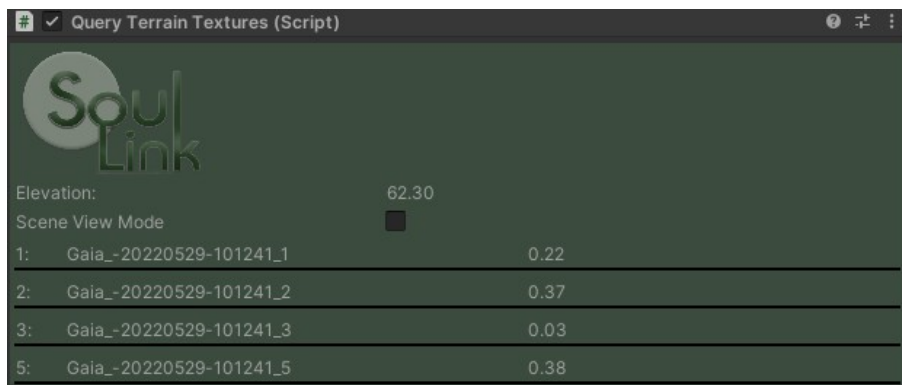 # Query Terrain Textures (Script)
Soul
Link
Elevation: 62.30
Scene View Mode
1: Gaia_-20220529-101241_1 0.22
2: Gaia_-20220529-101241_2 0.37
3: Gaia_-20220529-101241_3 0.03
5: Gaia_-20220529-101241_5 0.38